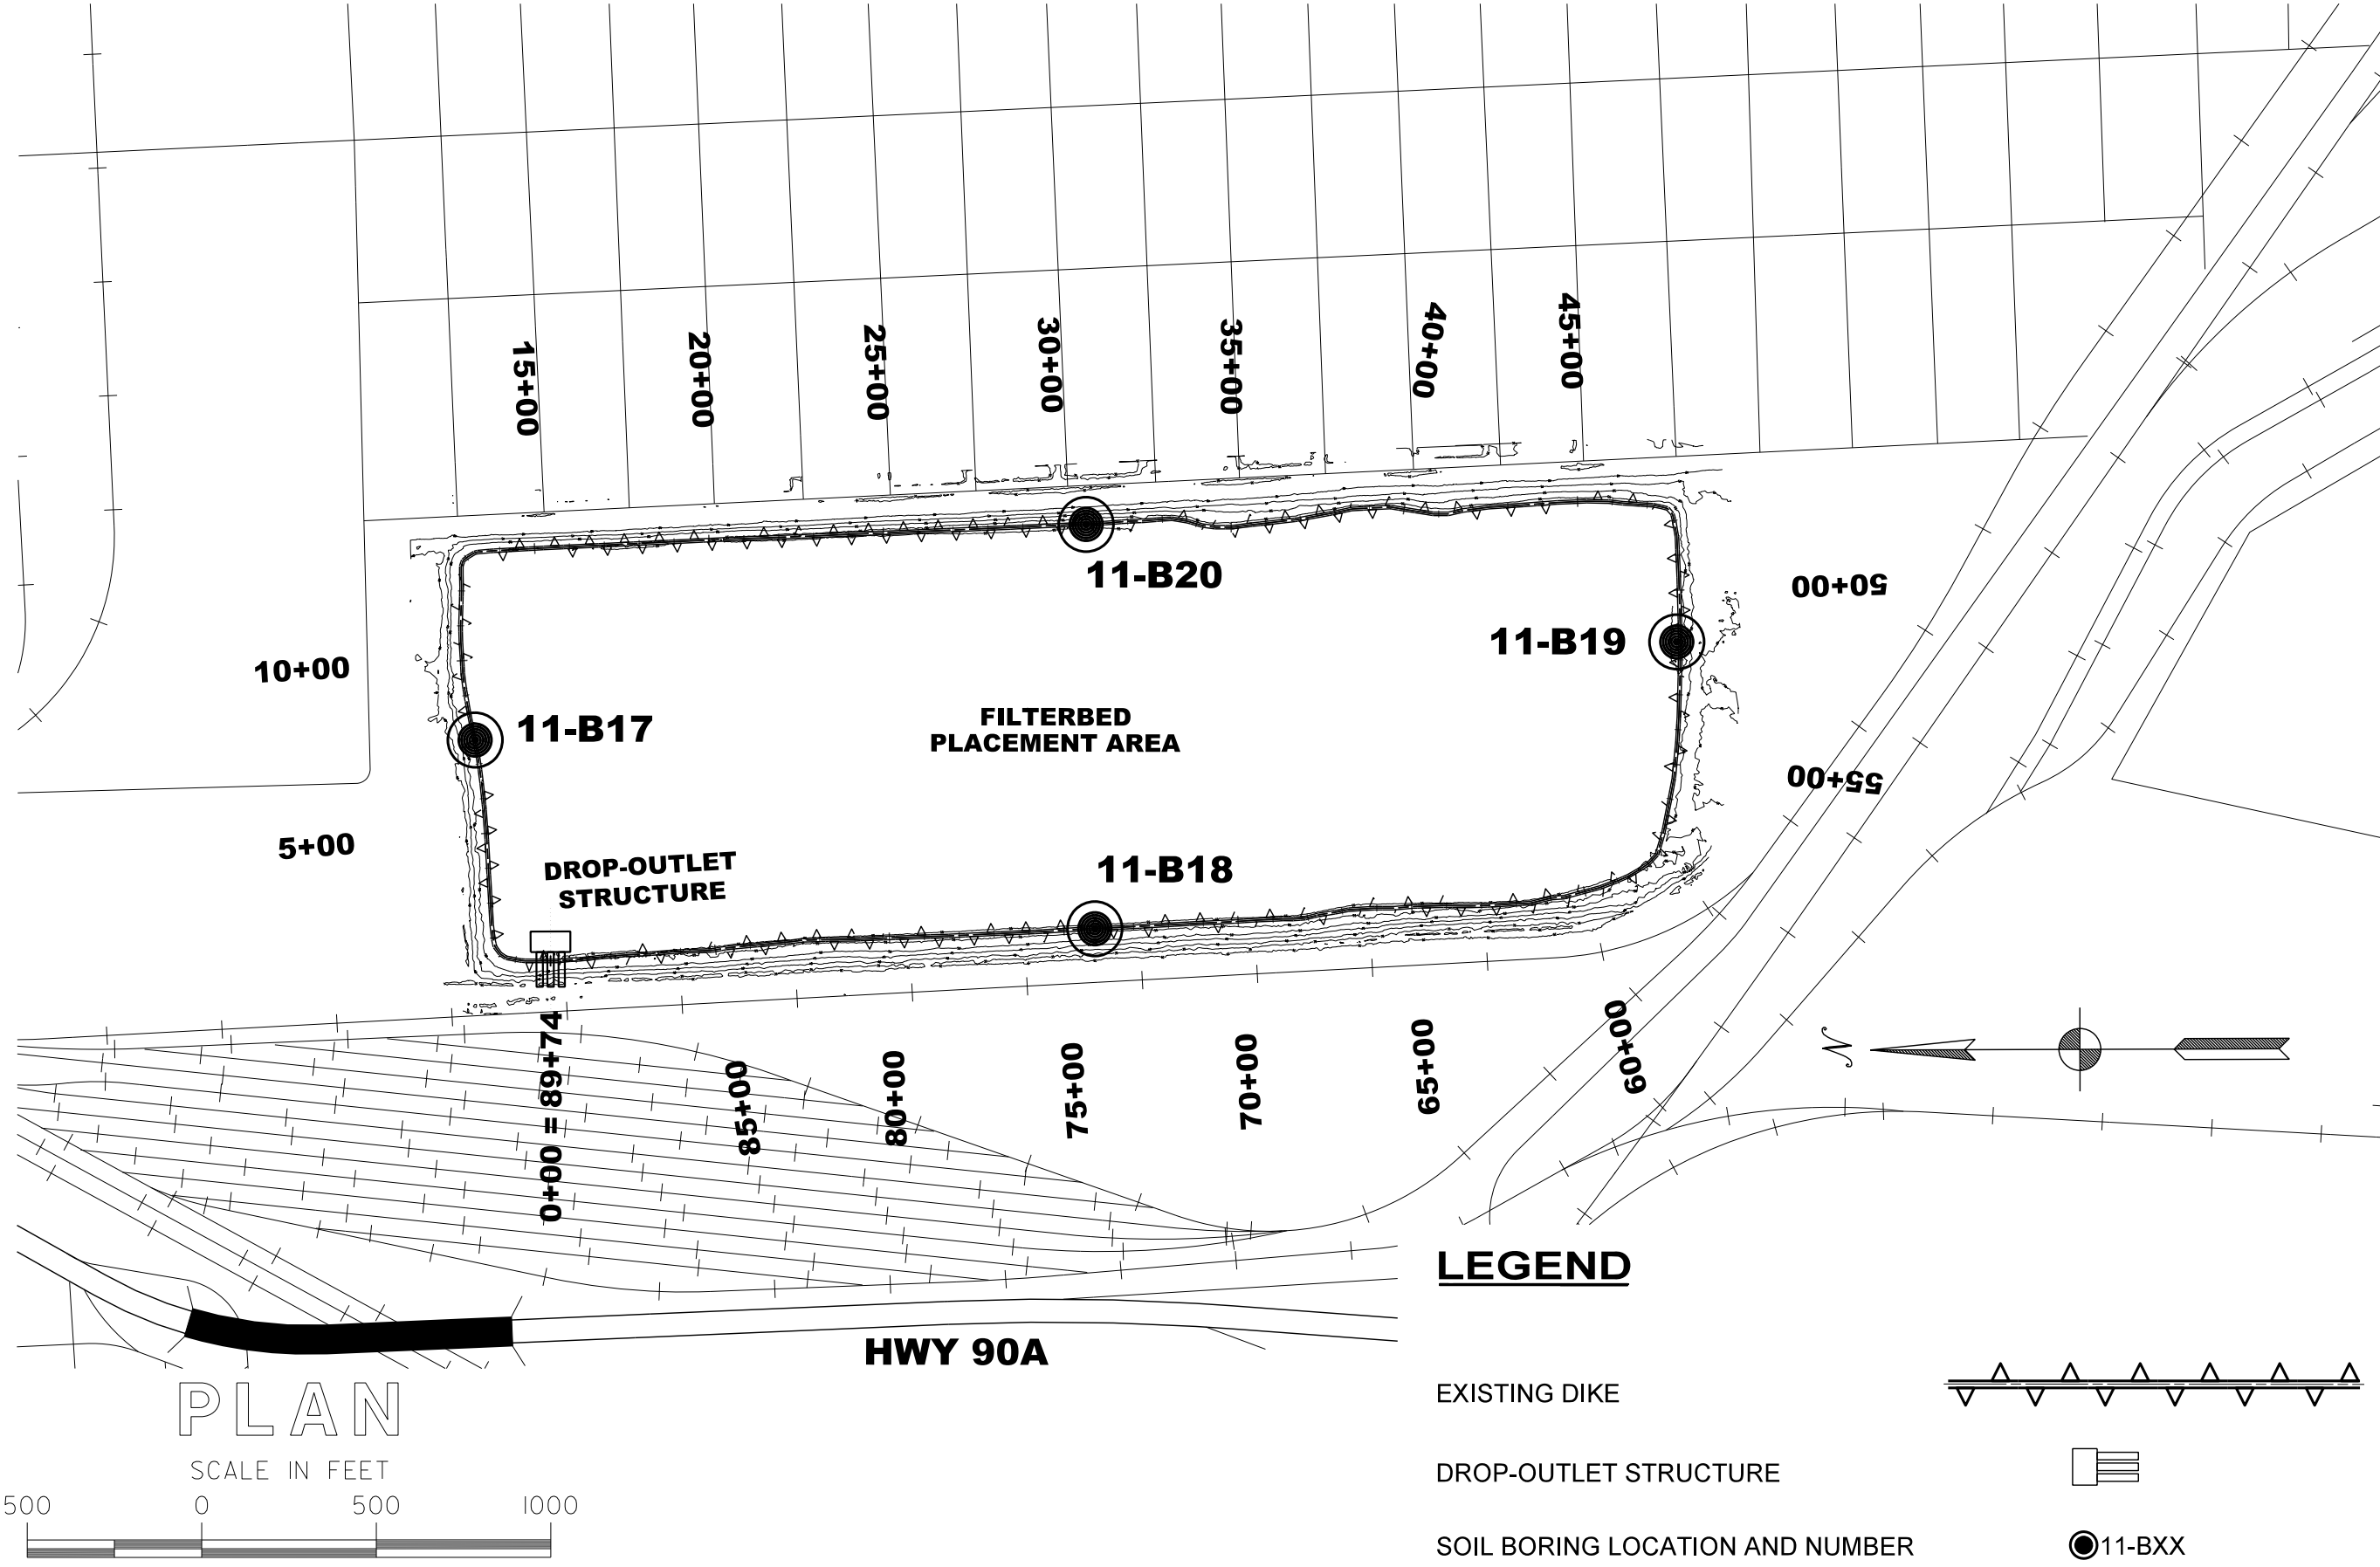 15+00
20+00
25+00
30+00
35+00
40+00
45+00
50+00
11-B20
11-B19
10+00
11-B17
FILTERBED
PLACEMENT AREA
55+00
5+00
DROP-OUTLET
STRUCTURE
11-B18
0+00 = 89+74
85+00
80+00
75+00
70+00
65+00
60+00
N
LEGEND
HWY 90A
EXISTING DIKE
PLAN
SCALE IN FEET
DROP-OUTLET STRUCTURE
500 0 500 1000
SOIL BORING LOCATION AND NUMBER
11-BXX